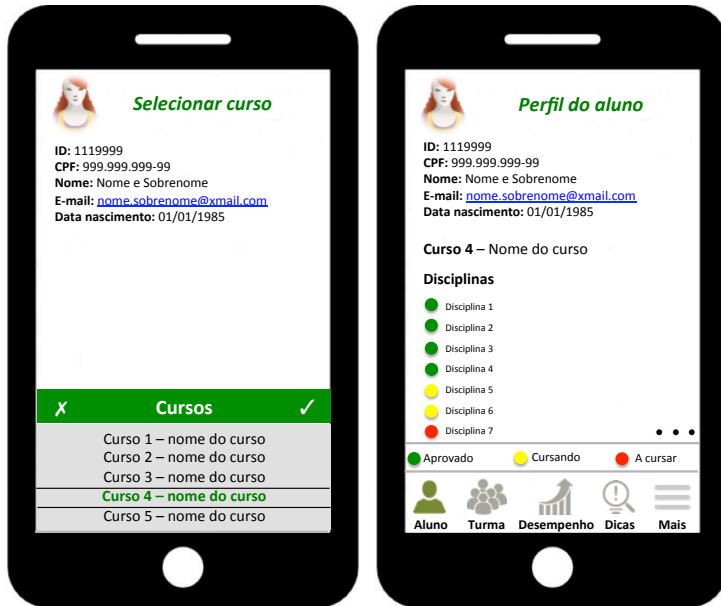 Selecionar curso
ID: 1119999
CPF: 999.999.999-99
Nome: Nome e Sobrenome
E-mail: nome.sobrenome@xmail.com
Data nascimento: 01/01/1985
✗ Cursos ✓
Curso 1 – nome do curso
Curso 2 – nome do curso
Curso 3 – nome do curso
Curso 4 – nome do curso
Curso 5 – nome do curso
Perfil do aluno
ID: 1119999
CPF: 999.999.999-99
Nome: Nome e Sobrenome
E-mail: nome.sobrenome@xmail.com
Data nascimento: 01/01/1985
Curso 4 – Nome do curso
Disciplinas
Disciplina 1
Disciplina 2
Disciplina 3
Disciplina 4
Disciplina 5
Disciplina 6
Disciplina 7
• • •
Aprovado Cursando A cursar
Aluno Turma Desempenho Dicas Mais